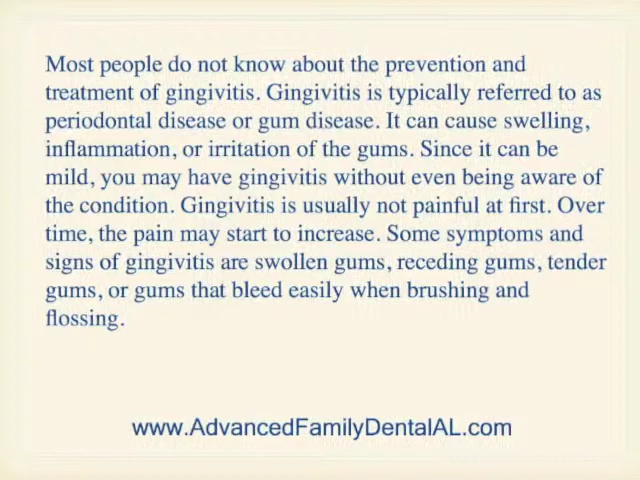 Most people do not know about the prevention and
treatment of gingivitis. Gingivitis is typically referred to as
periodontal disease or gum disease. It can cause swelling,
inflammation, or irritation of the gums. Since it can be
mild, you may have gingivitis without even being aware of
the condition. Gingivitis is usually not painful at first. Over
time, the pain may start to increase. Some symptoms and
signs of gingivitis are swollen gums, receding gums, tender
gums, or gums that bleed easily when brushing and
flossing.
www.AdvancedFamilyDentalAL.com